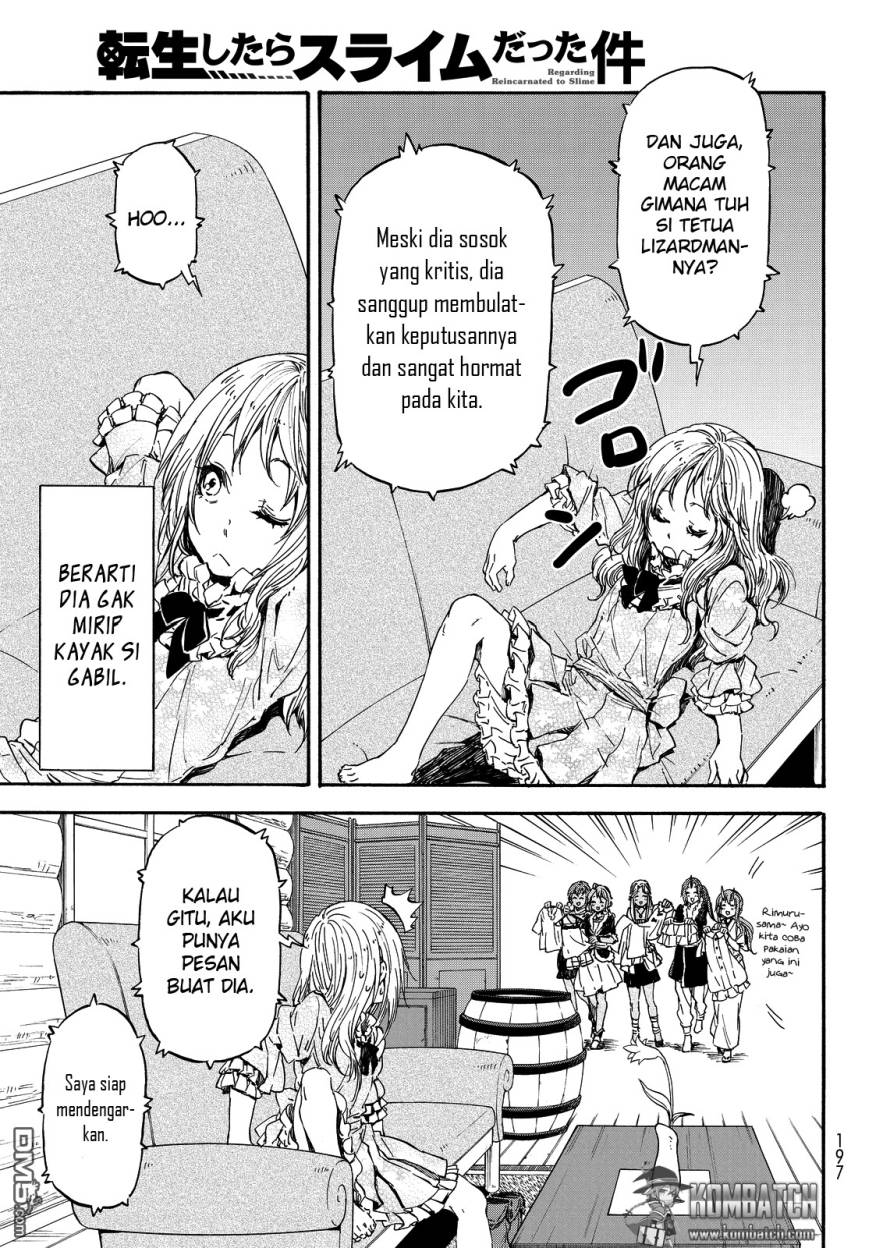 転生したらスライムだった件
Regarding
Reincarnated to Slime
DAN JUGA,
ORANG
MACAM
GIMANA TUH
SI TETUA
LIZARDMAN-
NYA?
Meski dia sosok
yang kritis, dia
sanggup membulat-
kan keputusannya
dan sangat hormat
pada kita.
ゴロ
HOO...
BERARTI
DIA GAK
MIRIP
KAYAK SI
GABIL.
Rimuru-
sama~ Ayo
kita coba
pakaian
yang ini
juga~
KALAU
GITU, AKU
PUNYA
PESAN
BUAT DIA.
Saya siap
mendengar-
kan.
197
KOMBATCH
www.kombatch.com